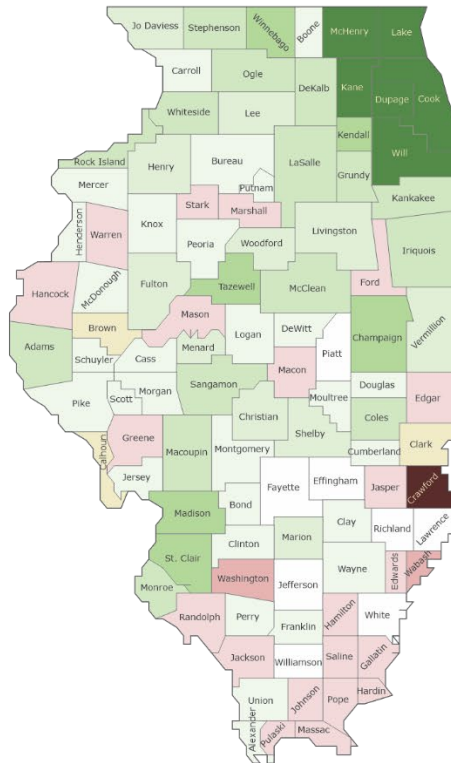 Jo Daviess
Stephenson
Winnebago
Boone
McHenry
Lake
Carroll
Ogle
DeKalb
Kane
Dupage
Cook
Whiteside
Lee
Kendall
Will
Rock Island
Henry
Bureau
LaSalle
Grundy
Mercer
Putnam
Kankakee
Henderson
Warren
Knox
Stark
Marshall
Peoria
Woodford
Livingston
Iriquois
Hancock
McDonough
Fulton
Tazewell
McClean
Ford
Mason
Brown
Schuyler
Cass
Menard
Logan
DeWitt
Piatt
Champaign
Vermillion
Adams
Pike
Scott
Morgan
Sangamon
Macon
Moultree
Douglas
Edgar
Christian
Shelby
Coles
Greene
Macoupin
Montgomery
Cumberland
Clark
Calhoun
Jersey
Fayette
Effingham
Jasper
Crawford
Madison
Bond
Clay
Richland
Lawrence
Clinton
Marion
St. Clair
Monroe
Washington
Jefferson
Wayne
Edwards
Wabash
Randolph
Perry
Franklin
Hamilton
White
Jackson
Williamson
Saline
Gallatin
Union
Johnson
Pope
Hardin
Alexander
Pulaski
Massac